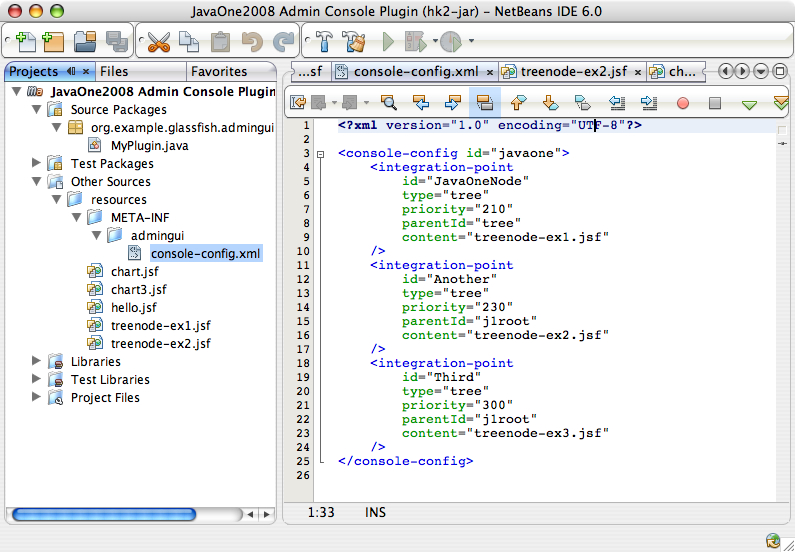 JavaOne2008 Admin Console Plugin (hk2-jar) – NetBeans IDE 6.0
Projects
Files
Favorites
...sf
console-config.xml
treenode-ex2.jsf
ch...
JavaOne2008 Admin Console Plugin
Source Packages
org.example.glassfish.admingui
MyPlugin.java
Test Packages
Other Sources
resources
META-INF
admingui
console-config.xml
chart.jsf
chart3.jsf
hello.jsf
treenode-ex1.jsf
treenode-ex2.jsf
Libraries
Test Libraries
Project Files
1 <?xml version="1.0" encoding="UTF-8"?>
2
3 <console-config id="javaone">
4 <integration-point
5 id="JavaOneNode"
6 type="tree"
7 priority="210"
8 parentId="tree"
9 content="treenode-ex1.jsf"
10 />
11 <integration-point
12 id="Another"
13 type="tree"
14 priority="230"
15 parentId="j1root"
16 content="treenode-ex2.jsf"
17 />
18 <integration-point
19 id="Third"
20 type="tree"
21 priority="300"
22 parentId="j1root"
23 content="treenode-ex3.jsf"
24 />
25 </console-config>
26
1:33 INS